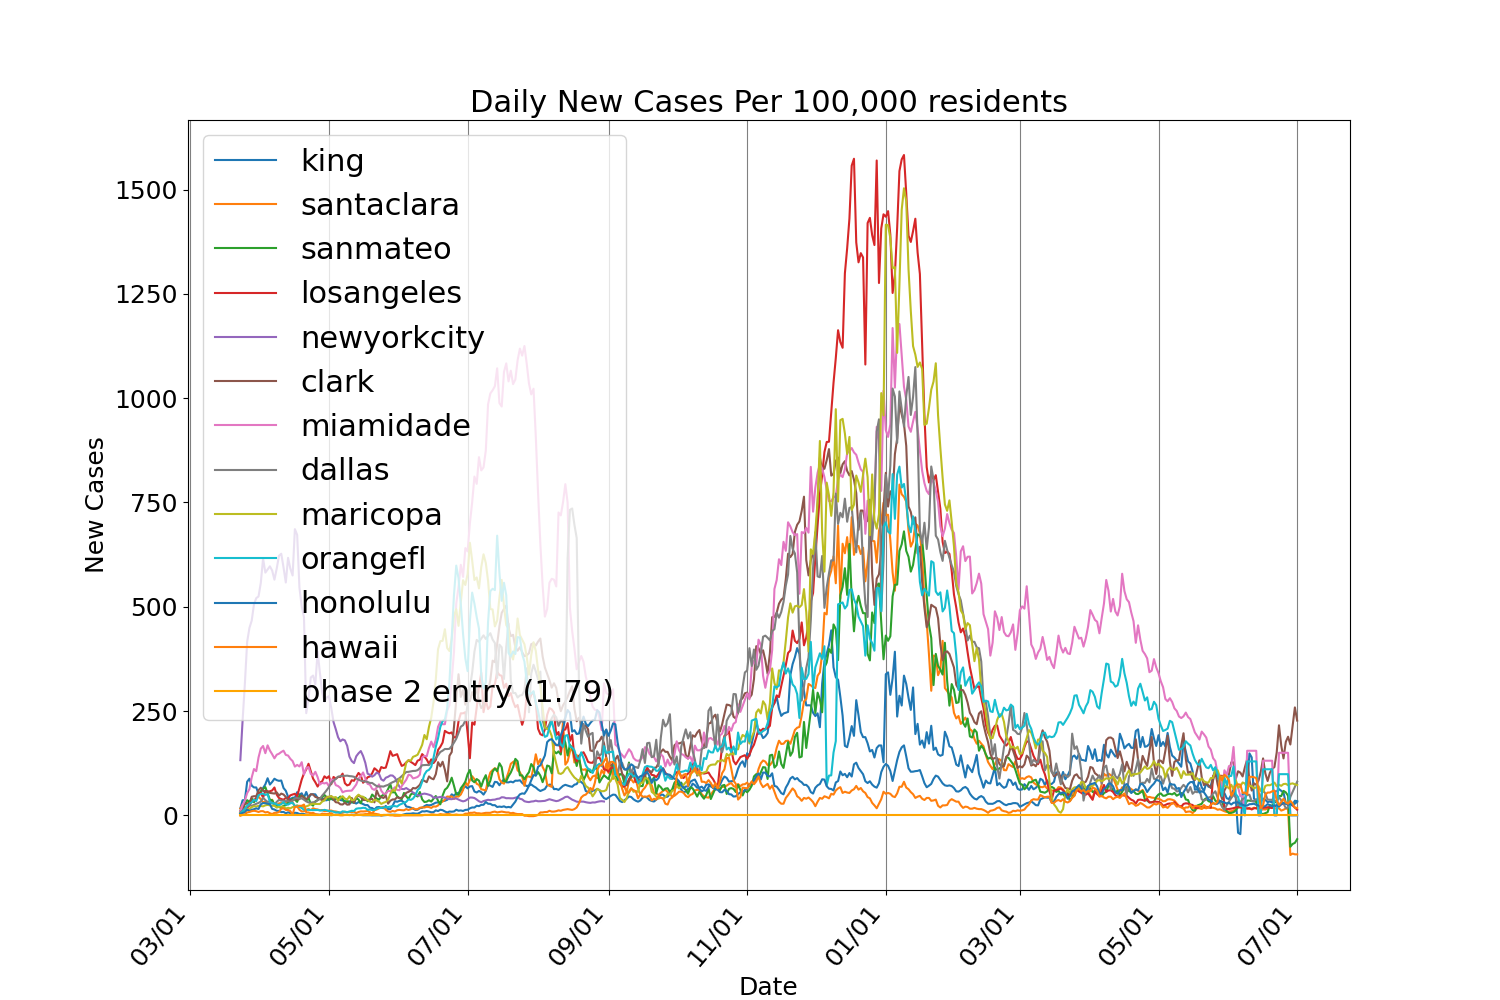 Daily New Cases Per 100,000 residents
king
santaclara
sanmateo
losangeles
newyorkcity
clark
miamidade
dallas
maricopa
orangefl
honolulu
hawaii
phase 2 entry (1.79)
New Cases
1500
1250
1000
750
500
250
0
03/01
05/01
07/01
09/01
11/01
01/01
03/01
05/01
07/01
Date